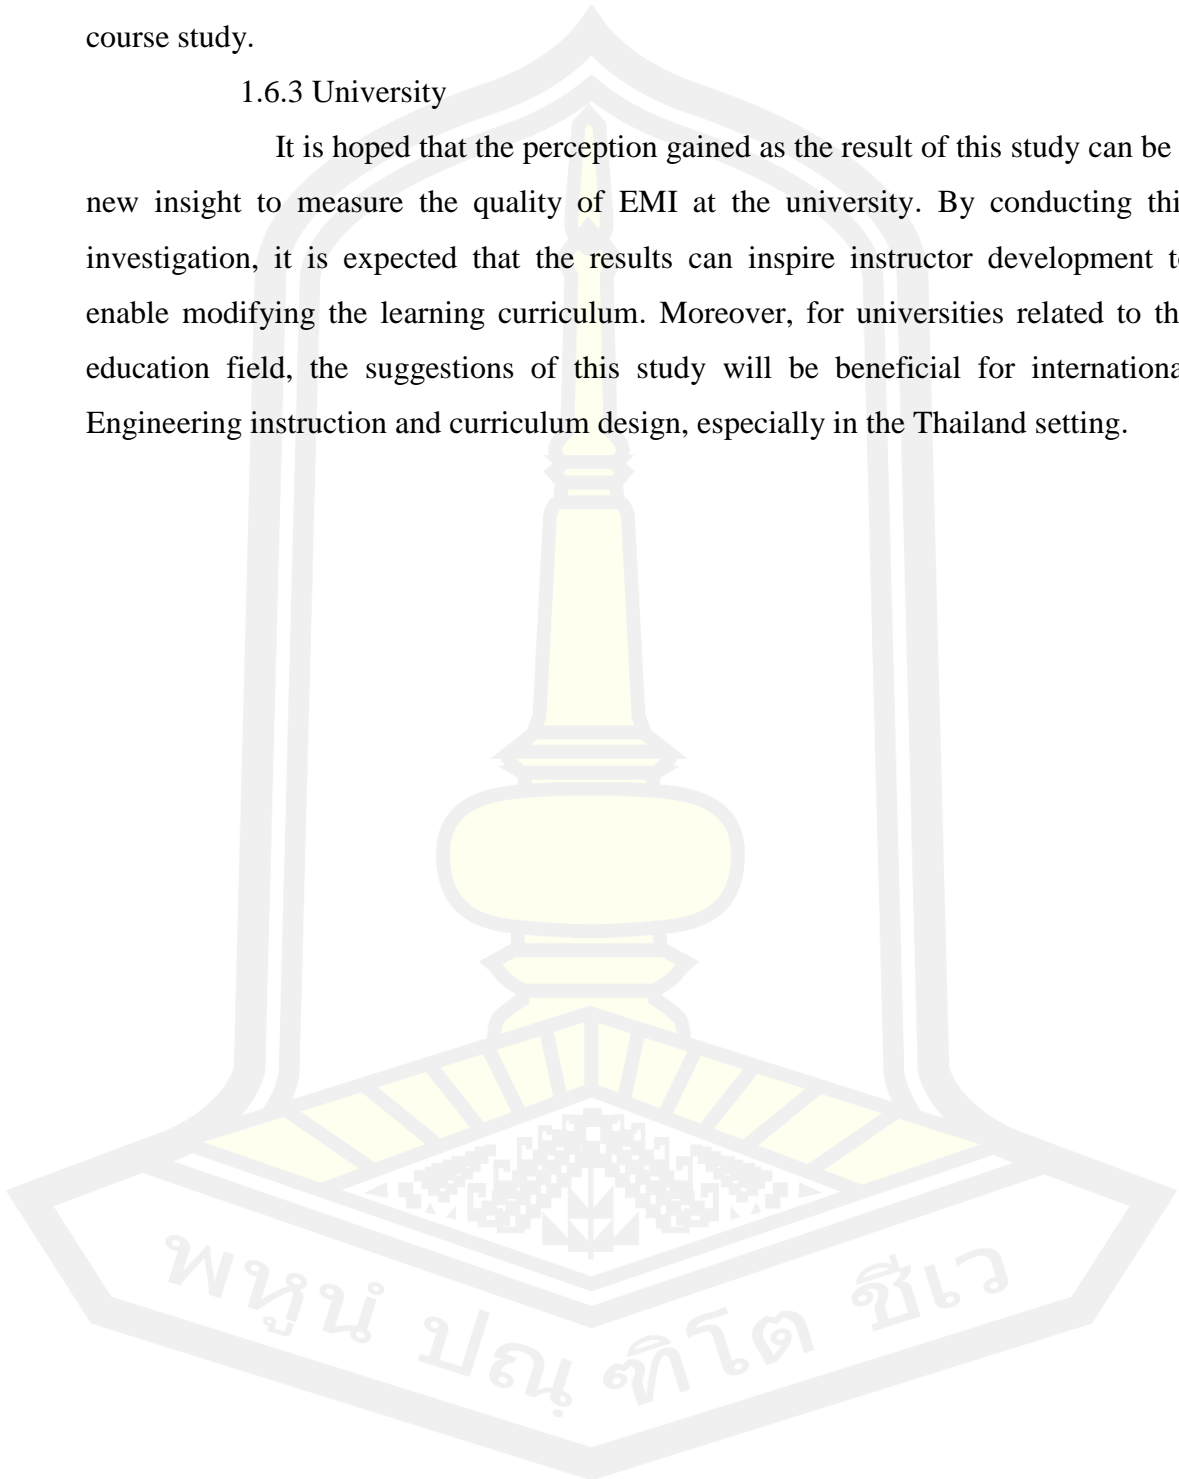 course study.
1.6.3 University
It is hoped that the perception gained as the result of this study can be
new insight to measure the quality of EMI at the university. By conducting thi
investigation, it is expected that the results can inspire instructor development t
enable modifying the learning curriculum. Moreover, for universities related to th
education field, the suggestions of this study will be beneficial for internationa
Engineering instruction and curriculum design, especially in the Thailand setting.
พหูนํ ปณฺฑิโต ชีเว